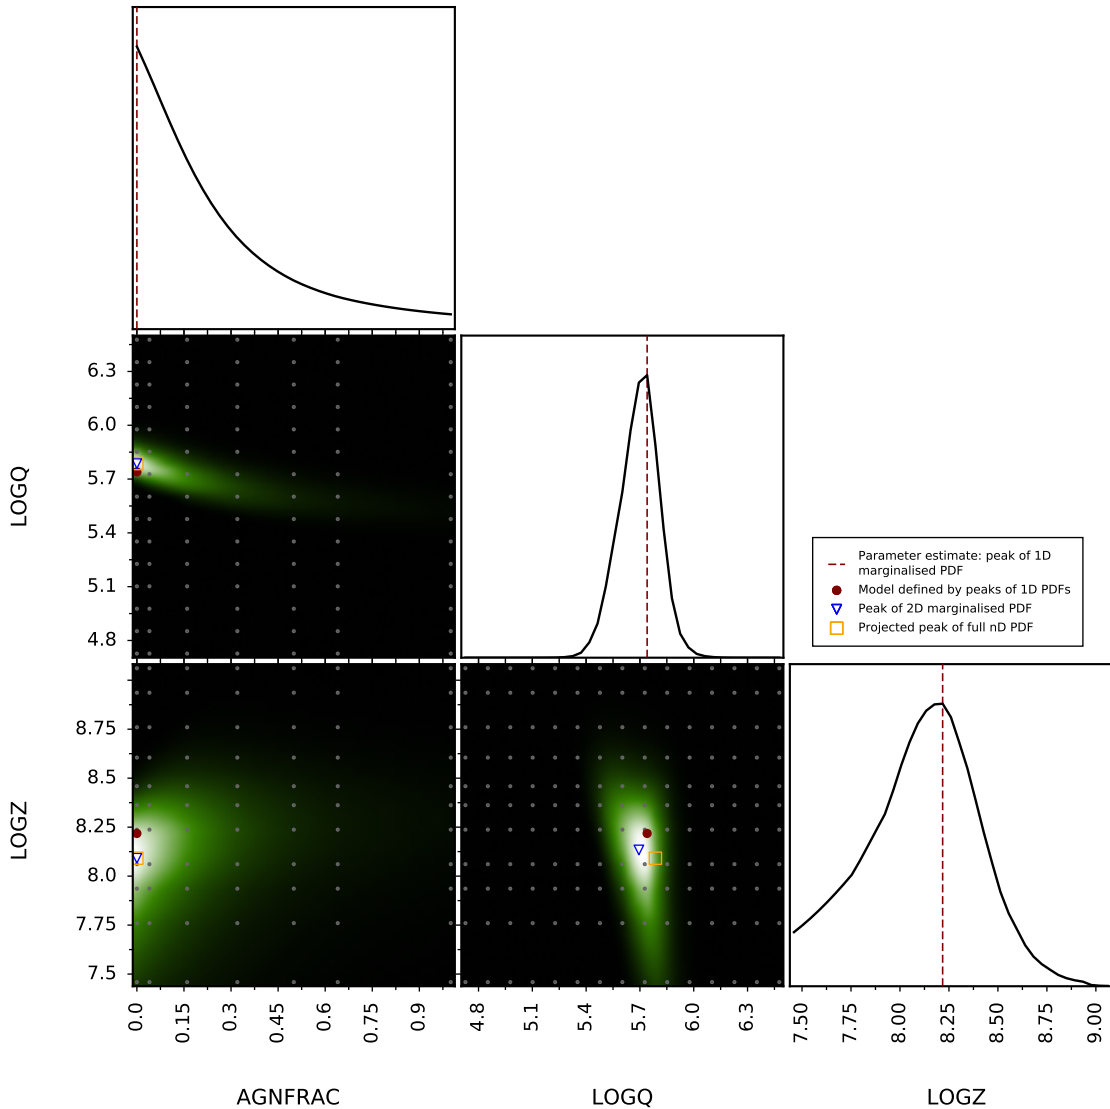 LOGQ
6.3
6.0
5.7
5.4
5.1
4.8
Parameter estimate: peak of 1D
marginalised PDF
Model defined by peaks of 1D PDFs
Peak of 2D marginalised PDF
Projected peak of full nD PDF
LOGZ
8.75
8.5
8.25
8.0
7.75
7.5
0.0 0.15 0.3 0.45 0.6 0.75 0.9
4.8 5.1 5.4 5.7 6.0 6.3
7.50 7.75 8.00 8.25 8.50 8.75 9.00
AGNFRAC
LOGQ
LOGZ